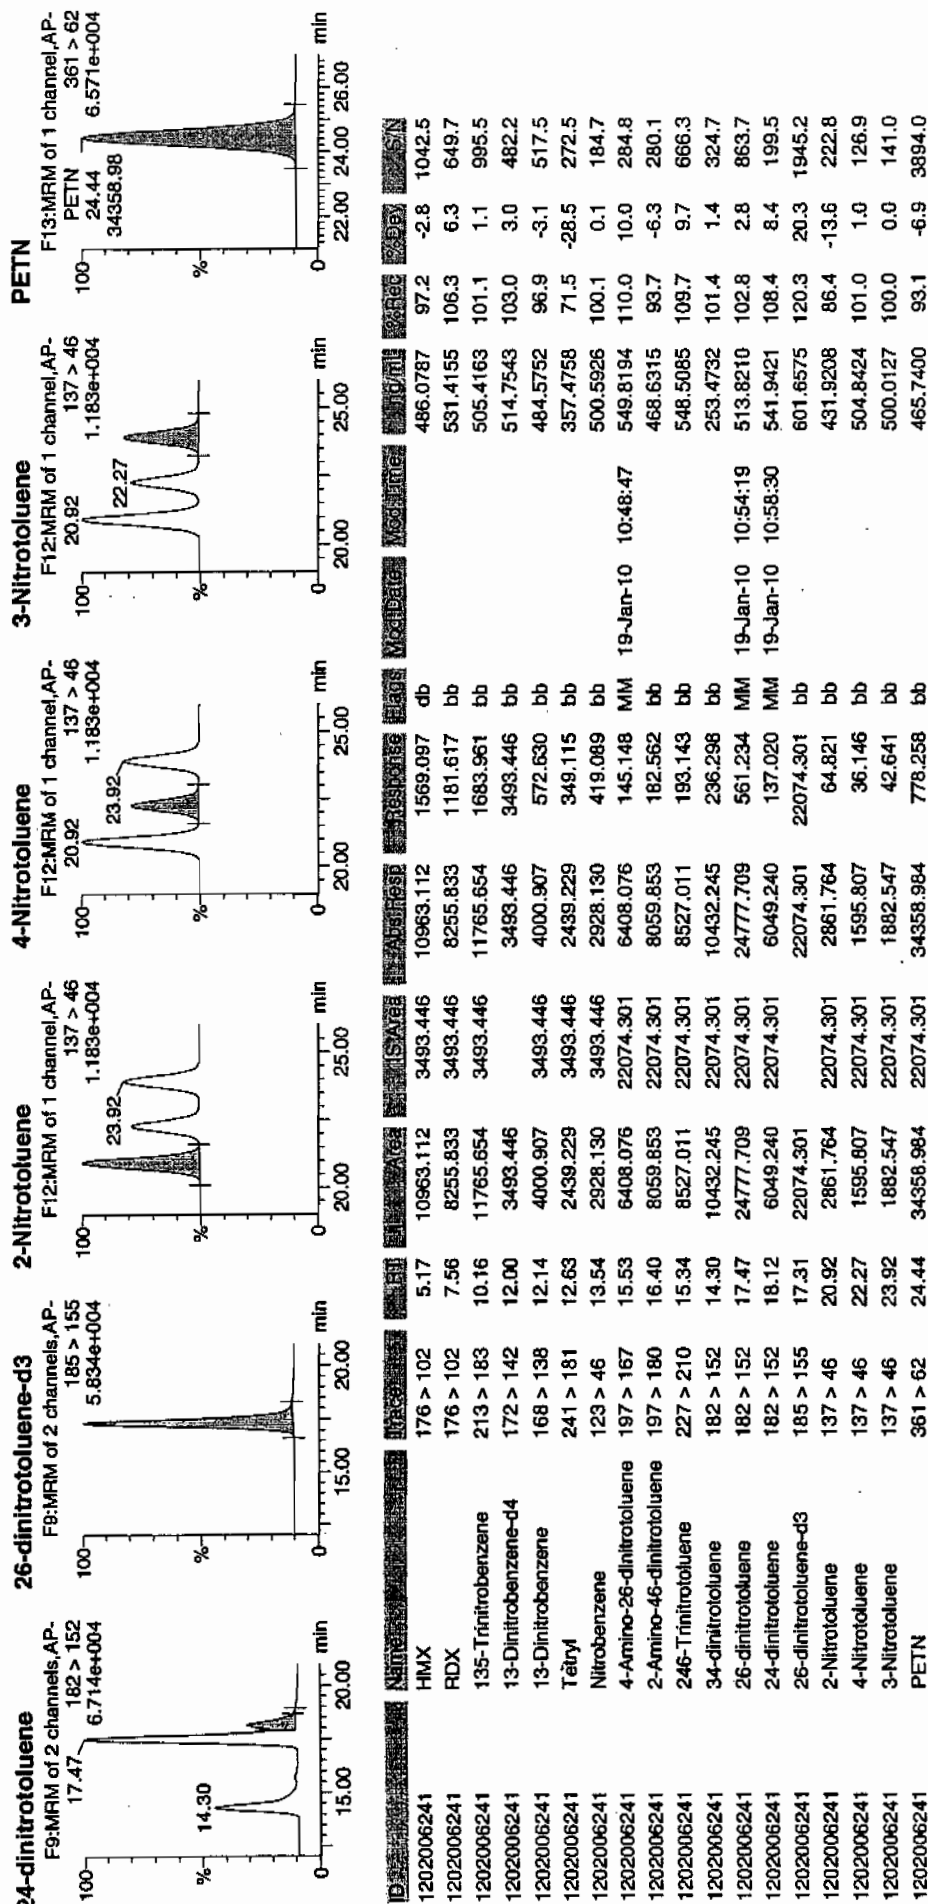 24-dinitrotoluene
F9:MRM of 2 channels,AP-
182 > 152
6.714e+004
17.47
14.30
100
%
0
15.00 20.00 min
26-dinitrotoluene-d3
F9:MRM of 2 channels,AP-
185 > 155
5.834e+004
100
%
0
15.00 20.00 min
2-Nitrotoluene
F12:MRM of 1 channel,AP-
137 > 46
1.183e+004
23.92
100
%
0
20.00 25.00 min
4-Nitrotoluene
F12:MRM of 1 channel,AP-
20.92 137 > 46
1.183e+004
23.92
100
%
0
20.00 25.00 min
3-Nitrotoluene
F12:MRM of 1 channel,AP-
20.92 137 > 46
1.183e+004
22.27
100
%
0
20.00 25.00 min
PETN
F13:MRM of 1 channel,AP-
PETN 361 > 62
24.44 6.571e+004
34358.98
100
%
0
22.00 24.00 26.00 min
ID Name Trace RT Area IS Area Abs.Resp Response Flags Mod.Date Mod.Time ng/mL %Rec %Dev S/N
1202006241 HMX 176 > 102 5.17 10963.112 3493.446 10963.112 1569.097 db 486.0787 97.2 -2.8 1042.5
1202006241 RDX 176 > 102 7.56 8255.833 3493.446 8255.833 1181.617 bb 531.4155 106.3 6.3 649.7
1202006241 135-Trinitrobenzene 213 > 183 10.16 11765.654 3493.446 11765.654 1683.961 bb 505.4163 101.1 1.1 995.5
1202006241 13-Dinitrobenzene-d4 172 > 142 12.00 3493.446 3493.446 3493.446 bb 514.7543 103.0 3.0 482.2
1202006241 13-Dinitrobenzene 168 > 138 12.14 4000.907 3493.446 4000.907 572.630 bb 484.5752 96.9 -3.1 517.5
1202006241 Tetryl 241 > 181 12.63 2439.229 3493.446 2439.229 349.115 bb 357.4758 71.5 -28.5 272.5
1202006241 Nitrobenzene 123 > 46 13.54 2928.130 3493.446 2928.130 419.089 bb 500.5926 100.1 0.1 184.7
1202006241 4-Amino-26-dinitrotoluene 197 > 167 15.53 6408.076 22074.301 6408.076 145.148 MM 19-Jan-10 10:48:47 549.8194 110.0 10.0 284.8
1202006241 2-Amino-46-dinitrotoluene 197 > 180 16.40 8059.853 22074.301 8059.853 182.562 bb 468.6315 93.7 -6.3 280.1
1202006241 246-Trinitrotoluene 227 > 210 15.34 8527.011 22074.301 8527.011 193.143 bb 548.5085 109.7 9.7 666.3
1202006241 34-dinitrotoluene 182 > 152 14.30 10432.245 22074.301 10432.245 236.298 bb 253.4732 101.4 1.4 324.7
1202006241 26-dinitrotoluene 182 > 152 17.47 24777.709 22074.301 24777.709 561.234 MM 19-Jan-10 10:54:19 513.8210 102.8 2.8 863.7
1202006241 24-dinitrotoluene 182 > 152 18.12 6049.240 22074.301 6049.240 137.020 MM 19-Jan-10 10:58:30 541.9421 108.4 8.4 199.5
1202006241 26-dinitrotoluene-d3 185 > 155 17.31 22074.301 22074.301 22074.301 bb 601.6575 120.3 20.3 1945.2
1202006241 2-Nitrotoluene 137 > 46 20.92 2861.764 22074.301 2861.764 64.821 bb 431.9208 86.4 -13.6 222.8
1202006241 4-Nitrotoluene 137 > 46 22.27 1595.807 22074.301 1595.807 36.146 bb 504.8424 101.0 1.0 126.9
1202006241 3-Nitrotoluene 137 > 46 23.92 1882.547 22074.301 1882.547 42.641 bb 500.0127 100.0 0.0 141.0
1202006241 PETN 361 > 62 24.44 34358.984 22074.301 34358.984 778.258 bb 465.7400 93.1 -6.9 3894.0